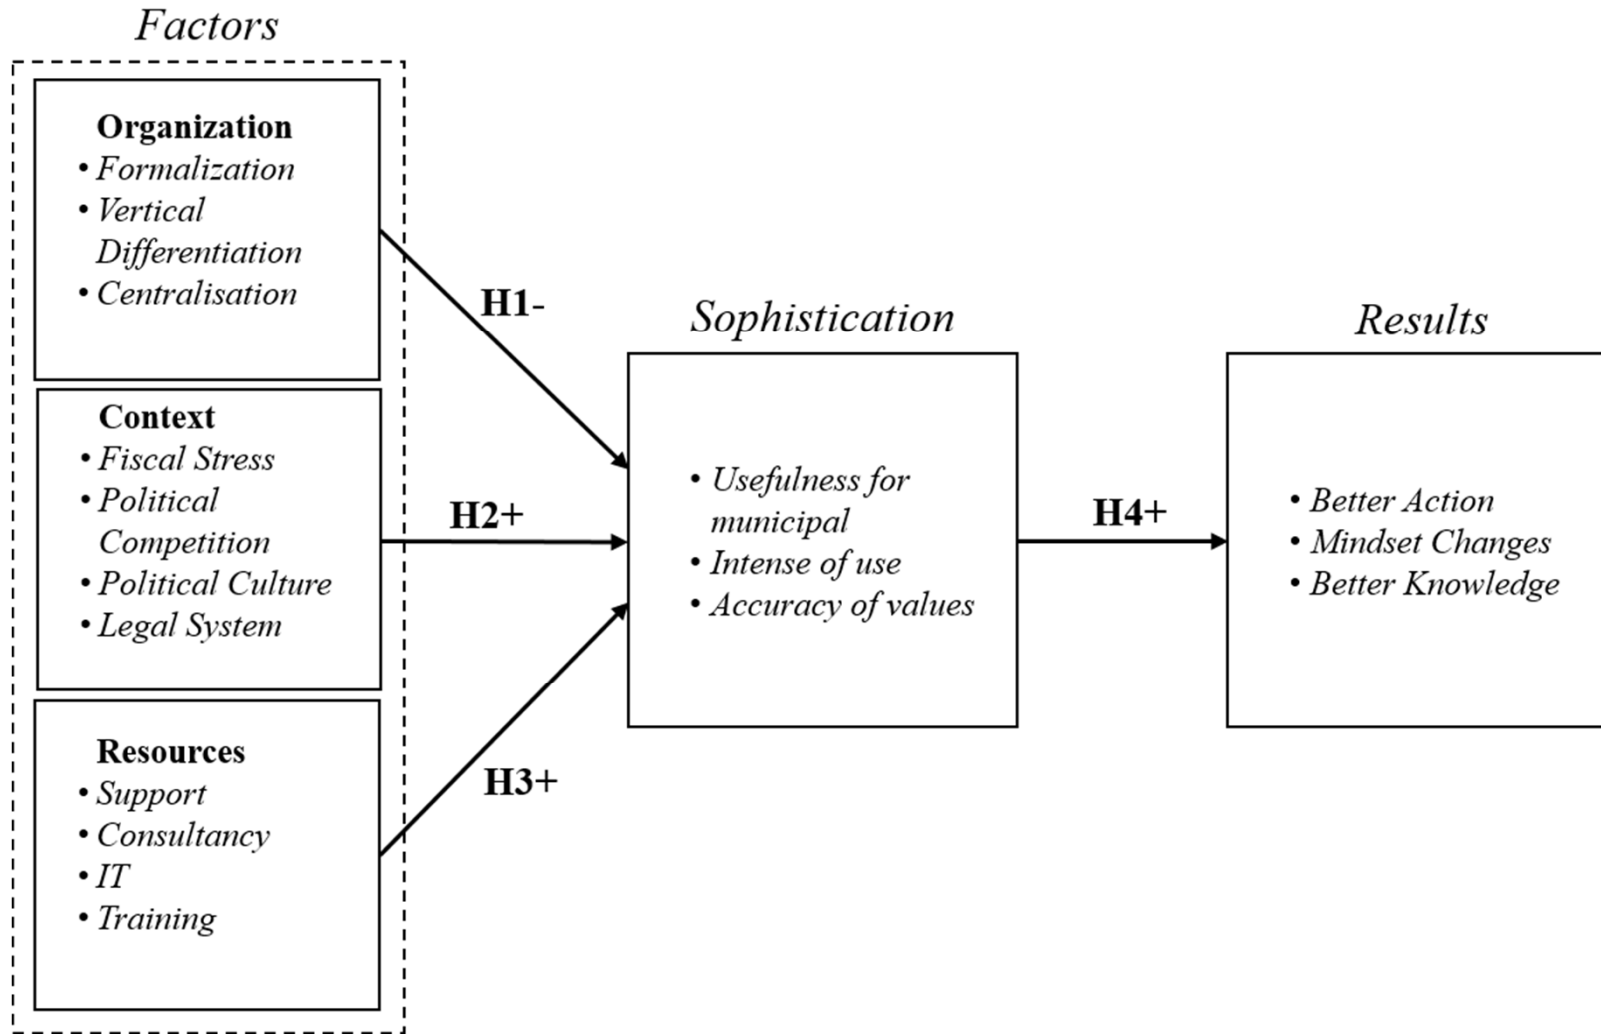 Factors
Organization
• Formalization
• Vertical
Differentiation
• Centralisation
Context
• Fiscal Stress
• Political
Competition
• Political Culture
• Legal System
Resources
• Support
• Consultancy
• IT
• Training
H1-
H2+
H3+
Sophistication
• Usefulness for
municipal
• Intense of use
• Accuracy of values
H4+
Results
• Better Action
• Mindset Changes
• Better Knowledge